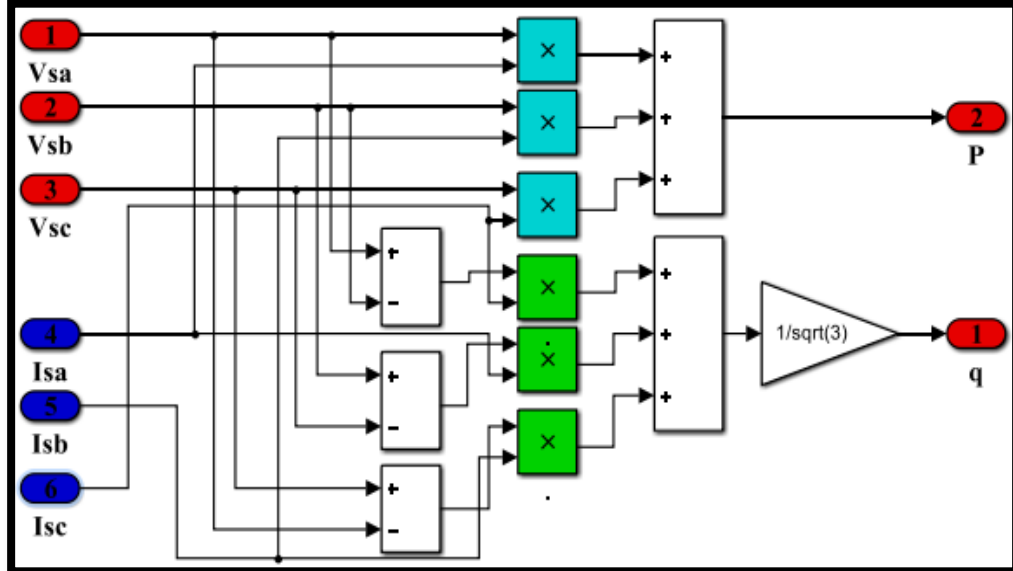 1
Vsa
2
Vsb
3
Vsc
4
Isa
5
Isb
6
Isc
×
×
×
×
×
×
+
-
+
-
+
-
+
+
+
+
+
+
1/sqrt(3)
2
P
1
q